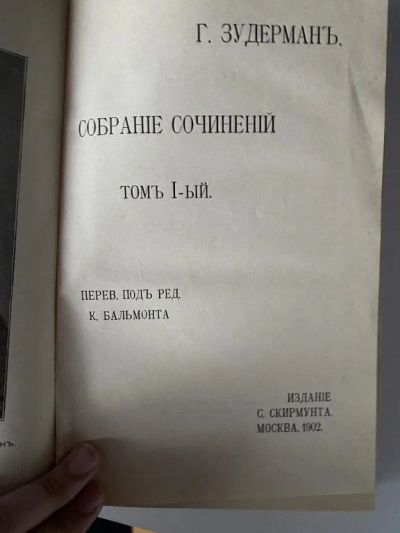 Г. ЗУДЕРМАНЪ,
СОБРАНІЕ СОЧИНЕНІЙ
ТОМЪ I-ЫЙ.
ПЕРЕВ. ПОДЪ РЕД.
К. БАЛЬМОНТА
ИЗДАНІЕ
С. СКИРМУНТА.
МОСКВА, 1902.